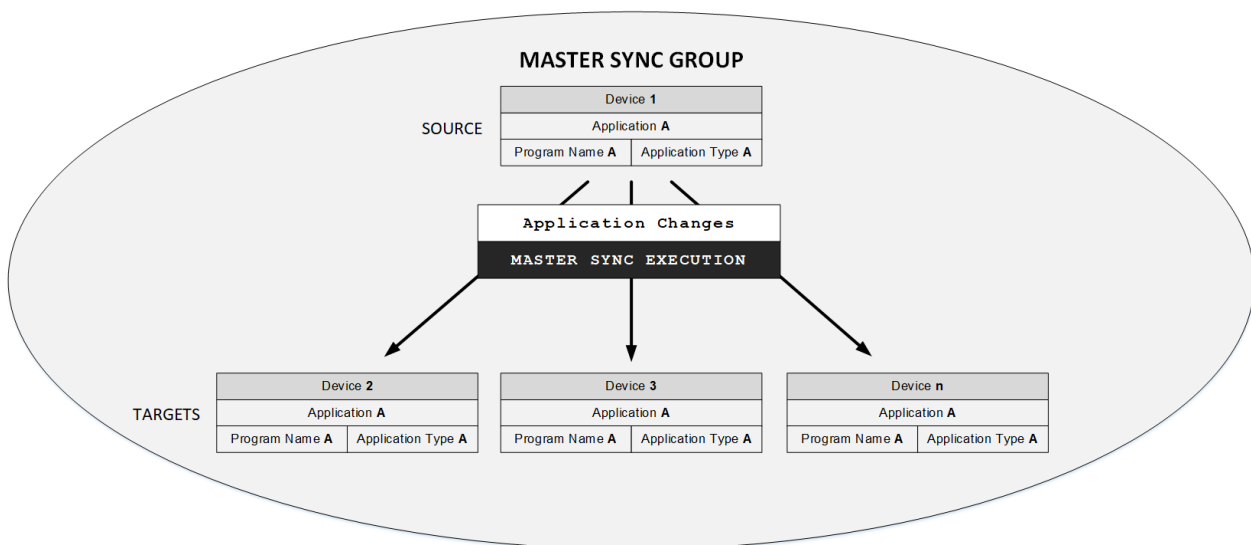 MASTER SYNC GROUP
Device 1
SOURCE
Application A
Program Name A Application Type A
Application Changes
MASTER SYNC EXECUTION
Device 2 Device 3 Device n
TARGETS
Application A Application A Application A
Program Name A Application Type A Program Name A Application Type A Program Name A Application Type A